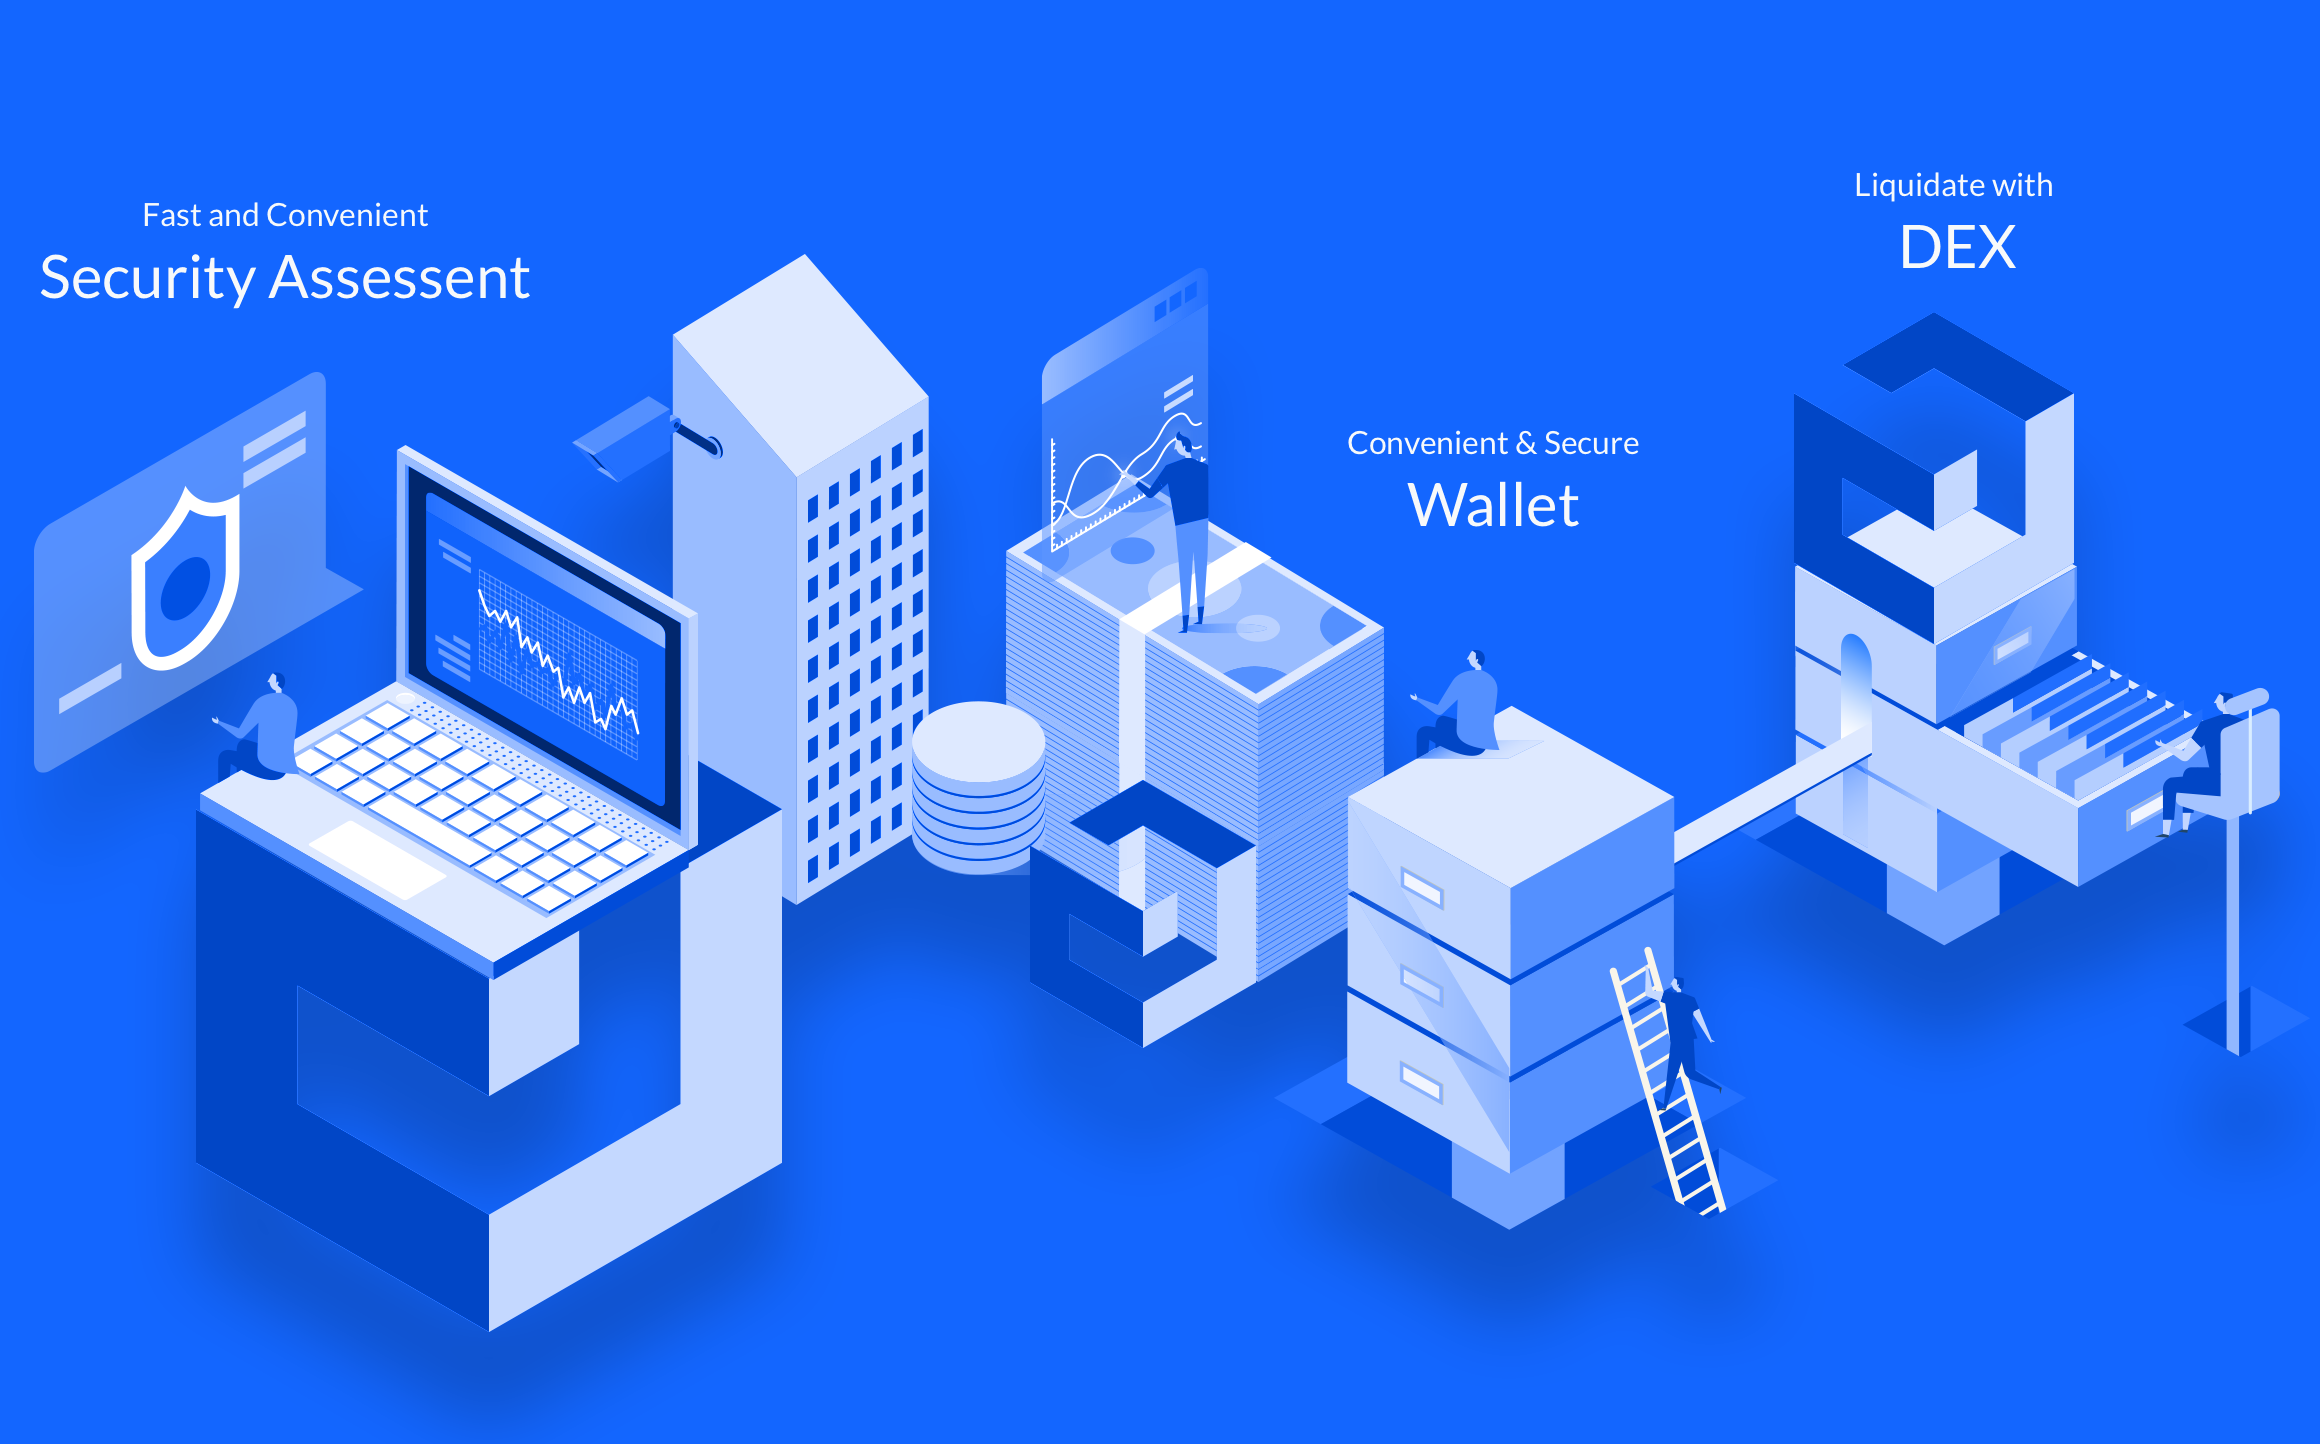 Fast and Convenient
Security Assessent
Convenient & Secure
Wallet
Liquidate with
DEX